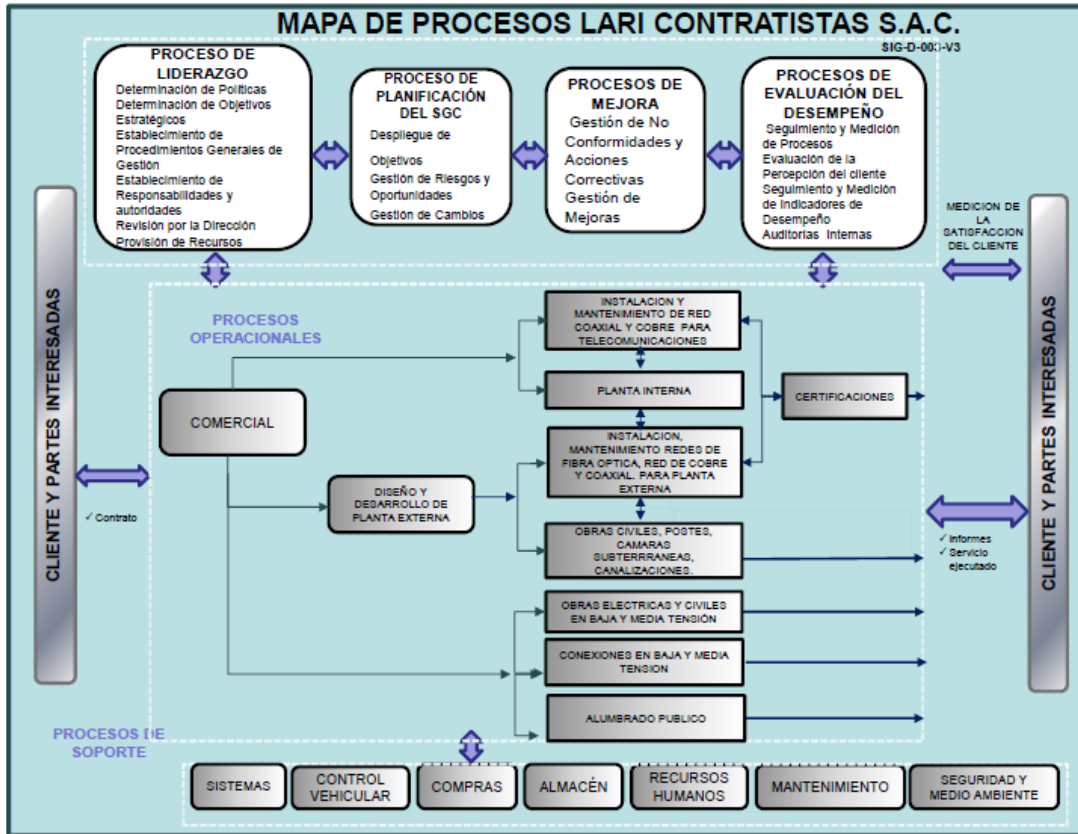 MAPA DE PROCESOS LARI CONTRATISTAS S.A.C.
SIG-D-003-V3
PROCESO DE
LIDERAZGO
Determinación de Políticas
Determinación de Objetivos
Estratégicos
Establecimiento de
Procedimientos Generales de
Gestión
Establecimiento de
Responsabilidades y
autoridades
Revisión por la Dirección
Provisión de Recursos
PROCESO DE
PLANIFICACIÓN
DEL SGC
Despliegue de
Objetivos
Gestión de Riesgos y
Oportunidades
Gestión de Cambios
PROCESOS DE
MEJORA
Gestión de No
Conformidades y
Acciones
Correctivas
Gestión de
Mejoras
PROCESOS DE
EVALUACIÓN DEL
DESEMPEÑO
Seguimiento y Medición
de Procesos
Evaluación de la
Percepción del cliente
Seguimiento y Medición
de Indicadores de
Desempeño
Auditorías Internas
CLIENTE Y PARTES INTERESADAS
✓ Contrato
PROCESOS
OPERACIONALES
COMERCIAL
DISEÑO Y
DESARROLLO DE
PLANTA EXTERNA
INSTALACION Y
MANTENIMIENTO DE RED
COAXIAL Y COBRE PARA
TELECOMUNICACIONES
PLANTA INTERNA
INSTALACION,
MANTENIMIENTO REDES DE
FIBRA OPTICA, RED DE COBRE
Y COAXIAL. PARA PLANTA
EXTERNA
OBRAS CIVILES, POSTES,
CAMARAS
SUBTERRRANEAS,
CANALIZACIONES.
OBRAS ELECTRICAS Y CIVILES
EN BAJA Y MEDIA TENSIÓN
CONEXIONES EN BAJA Y MEDIA
TENSION
ALUMBRADO PUBLICO
CERTIFICACIONES
MEDICION DE
LA
SATISFACCION
DEL CLIENTE
✓ Informes
✓ Servicio
ejecutado
CLIENTE Y PARTES INTERESADAS
PROCESOS DE
SOPORTE
SISTEMAS
CONTROL
VEHICULAR
COMPRAS
ALMACÉN
RECURSOS
HUMANOS
MANTENIMIENTO
SEGURIDAD Y
MEDIO AMBIENTE